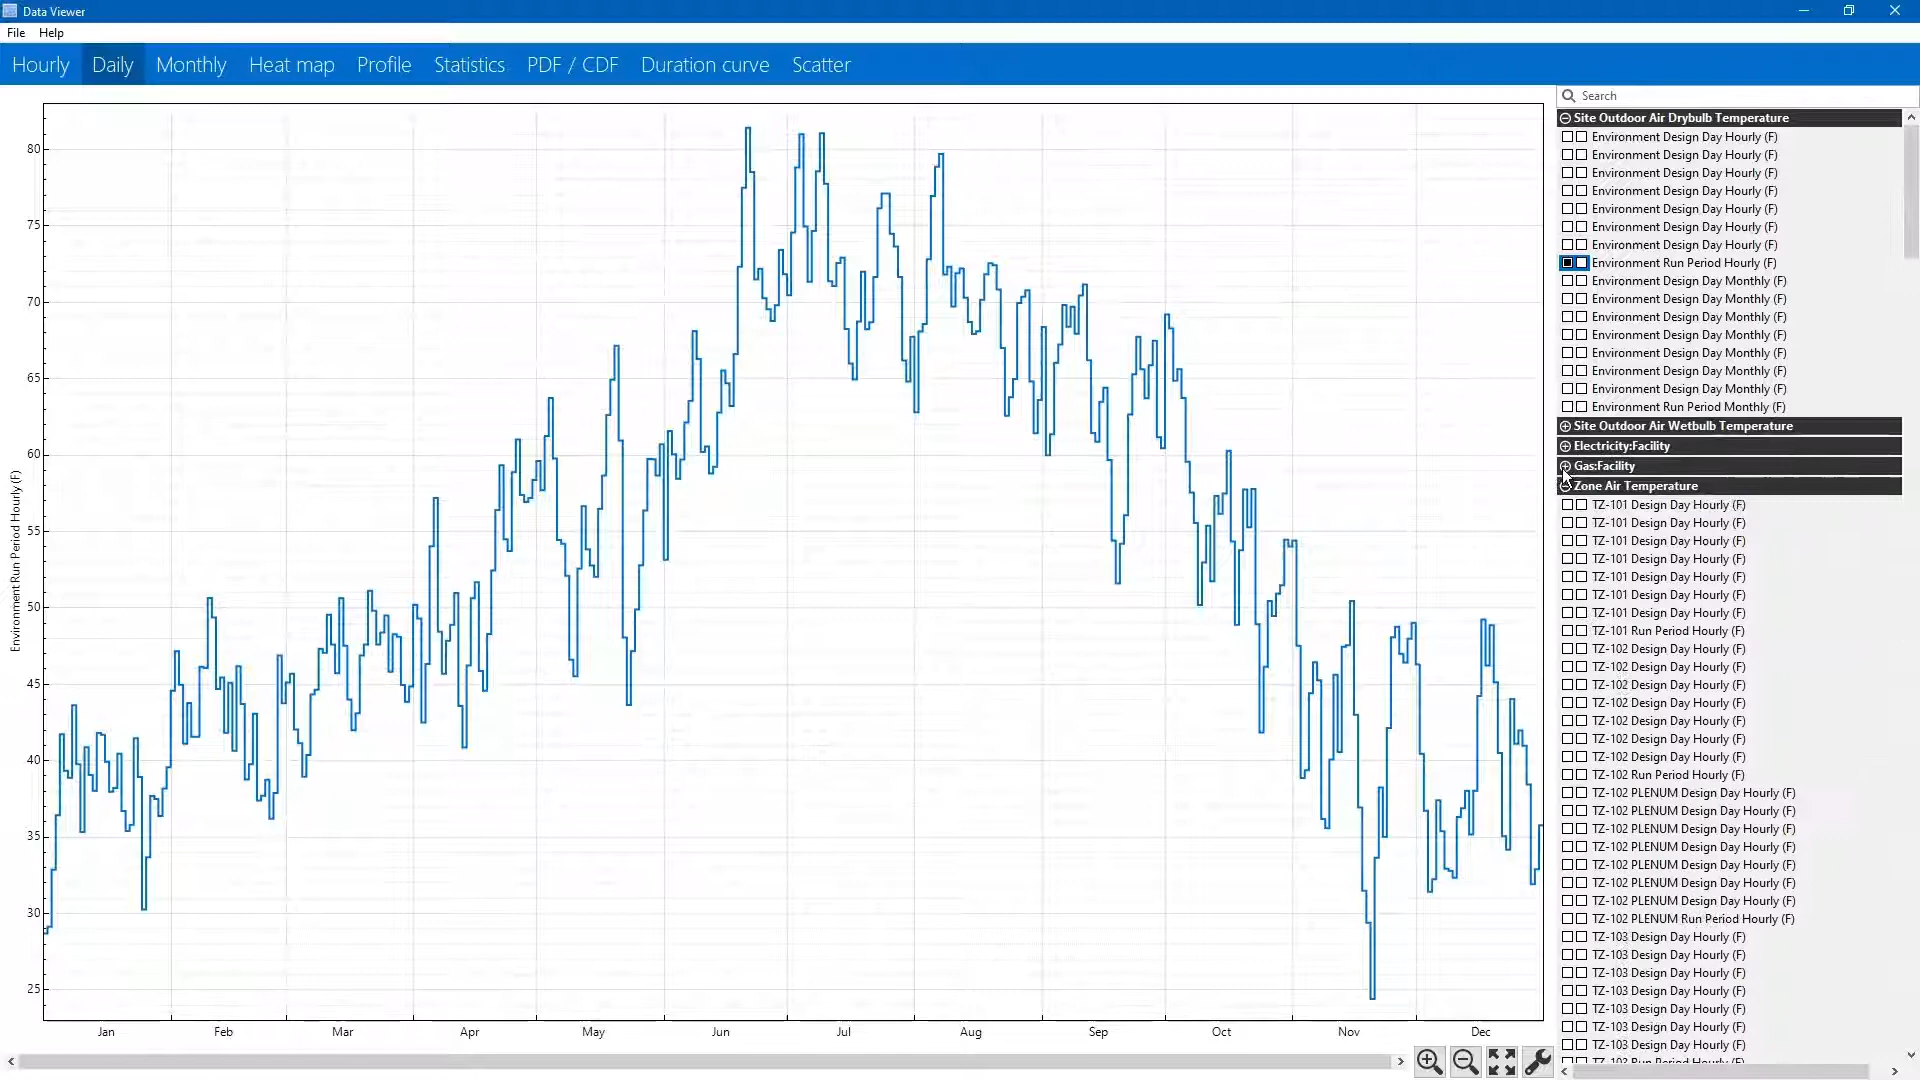 Data Viewer
File Help
Hourly Daily Monthly Heat map Profile Statistics PDF / CDF Duration curve Scatter
Search
Site Outdoor Air Drybulb Temperature
Environment Design Day Hourly (F)
Environment Design Day Hourly (F)
Environment Design Day Hourly (F)
Environment Design Day Hourly (F)
Environment Design Day Hourly (F)
Environment Design Day Hourly (F)
Environment Design Day Hourly (F)
Environment Run Period Hourly (F)
Environment Design Day Monthly (F)
Environment Design Day Monthly (F)
Environment Design Day Monthly (F)
Environment Design Day Monthly (F)
Environment Design Day Monthly (F)
Environment Design Day Monthly (F)
Environment Design Day Monthly (F)
Environment Run Period Monthly (F)
Site Outdoor Air Wetbulb Temperature
Electricity:Facility
Gas:Facility
Zone Air Temperature
TZ-101 Design Day Hourly (F)
TZ-101 Design Day Hourly (F)
TZ-101 Design Day Hourly (F)
TZ-101 Design Day Hourly (F)
TZ-101 Design Day Hourly (F)
TZ-101 Design Day Hourly (F)
TZ-101 Design Day Hourly (F)
TZ-101 Run Period Hourly (F)
TZ-102 Design Day Hourly (F)
TZ-102 Design Day Hourly (F)
TZ-102 Design Day Hourly (F)
TZ-102 Design Day Hourly (F)
TZ-102 Design Day Hourly (F)
TZ-102 Design Day Hourly (F)
TZ-102 Design Day Hourly (F)
TZ-102 Run Period Hourly (F)
TZ-102 PLENUM Design Day Hourly (F)
TZ-102 PLENUM Design Day Hourly (F)
TZ-102 PLENUM Design Day Hourly (F)
TZ-102 PLENUM Design Day Hourly (F)
TZ-102 PLENUM Design Day Hourly (F)
TZ-102 PLENUM Design Day Hourly (F)
TZ-102 PLENUM Design Day Hourly (F)
TZ-102 PLENUM Run Period Hourly (F)
TZ-103 Design Day Hourly (F)
TZ-103 Design Day Hourly (F)
TZ-103 Design Day Hourly (F)
TZ-103 Design Day Hourly (F)
TZ-103 Design Day Hourly (F)
TZ-103 Design Day Hourly (F)
TZ-103 Design Day Hourly (F)
TZ-103 Run Period Hourly (F)
Environment Run Period Hourly (F)
80
75
70
65
60
55
50
45
40
35
30
25
Jan Feb Mar Apr May Jun Jul Aug Sep Oct Nov Dec